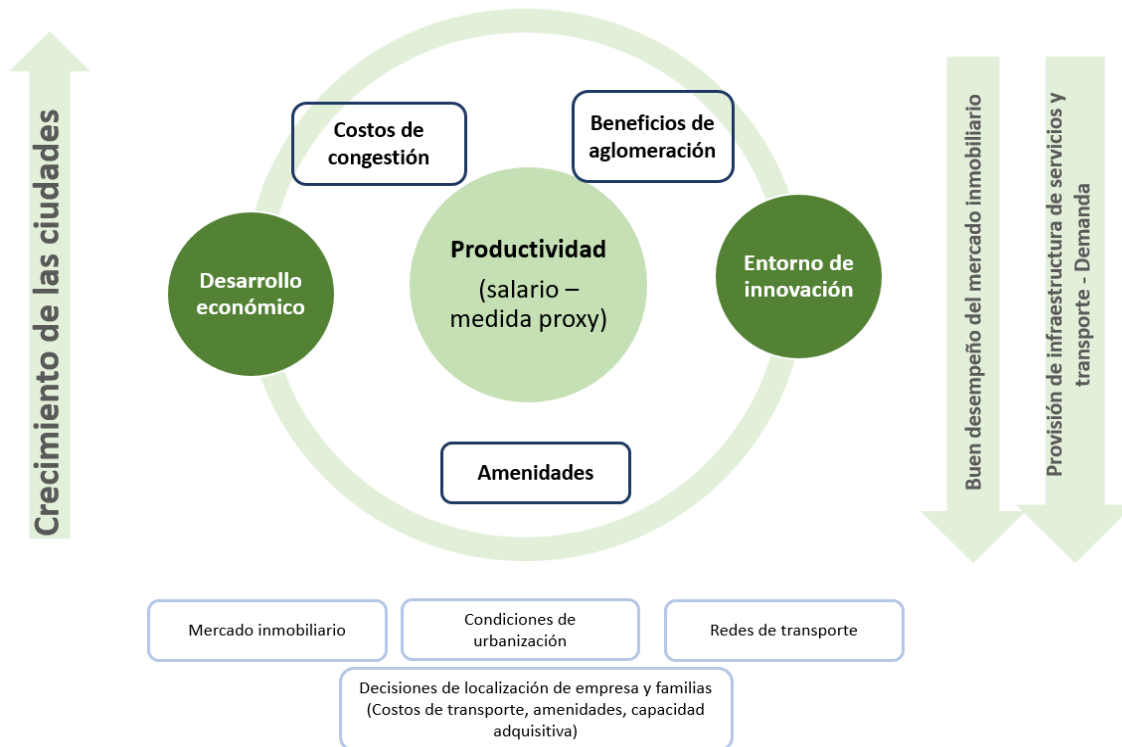 Crecimiento de las ciudades
Costos de
congestión
Beneficios de
aglomeración
Desarrollo
económico
Productividad
(salario –
medida proxy)
Entorno de
innovación
Amenidades
Buen desempeño del mercado inmobiliario
Provisión de infraestructura de servicios y
transporte - Demanda
Mercado inmobiliario
Condiciones de
urbanización
Redes de transporte
Decisiones de localización de empresa y familias
(Costos de transporte, amenidades, capacidad
adquisitiva)